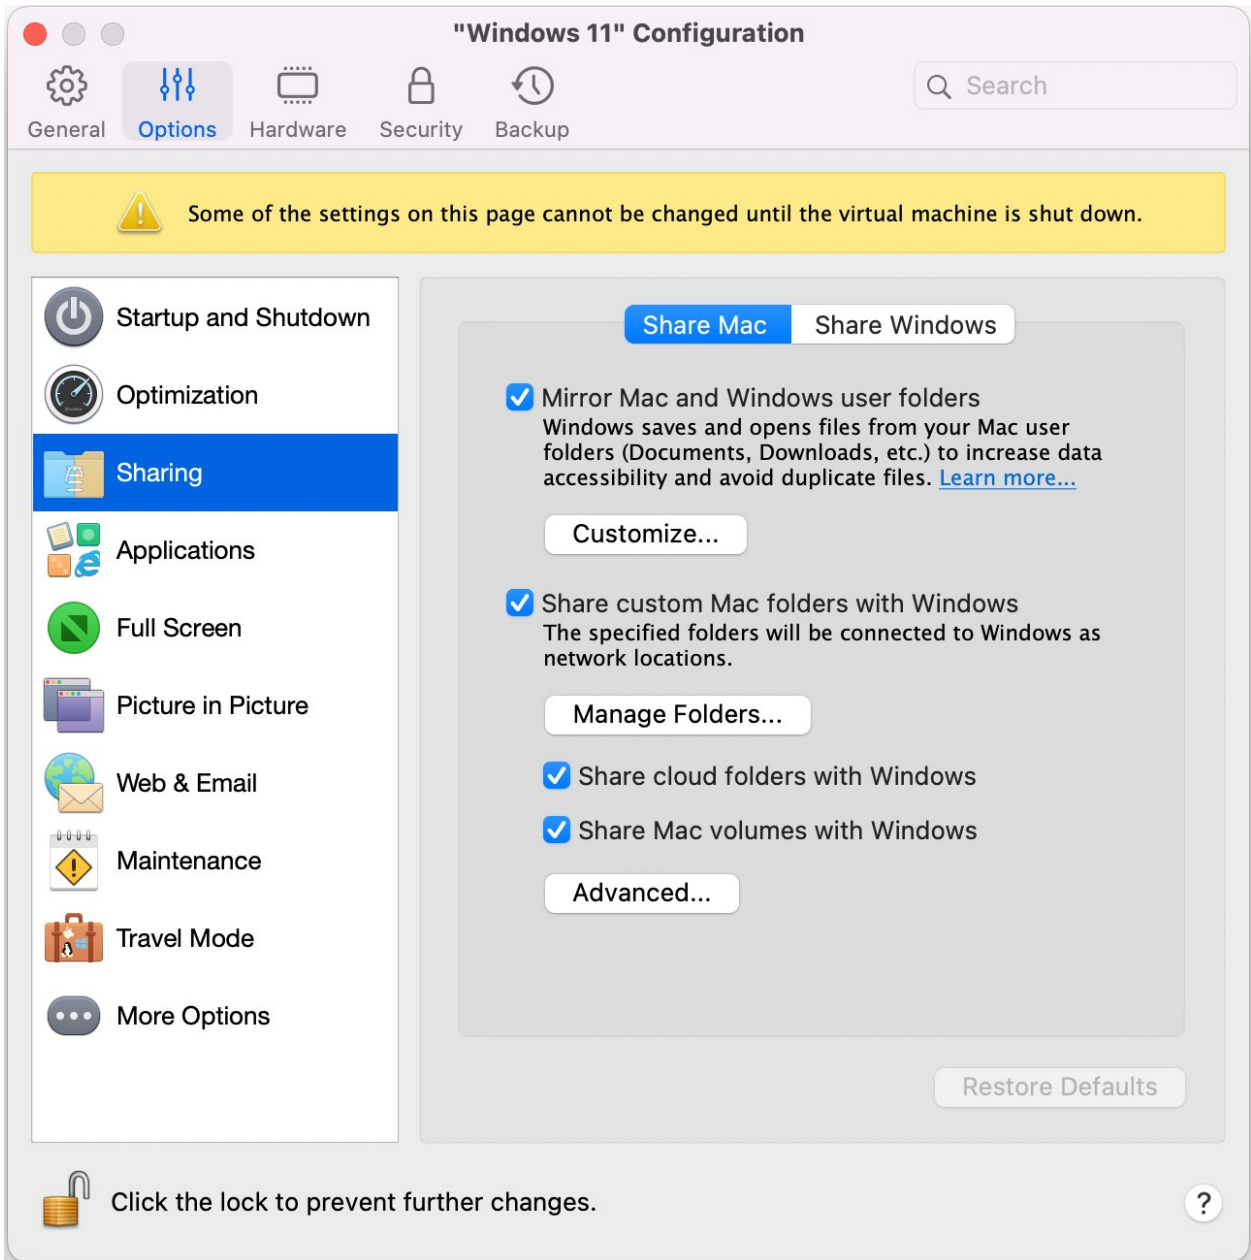 "Windows 11" Configuration
General
Options
Hardware
Security
Backup
Search
Some of the settings on this page cannot be changed until the virtual machine is shut down.
Startup and Shutdown
Optimization
Sharing
Applications
Full Screen
Picture in Picture
Web & Email
Maintenance
Travel Mode
More Options
Share Mac
Share Windows
Mirror Mac and Windows user folders
Windows saves and opens files from your Mac user
folders (Documents, Downloads, etc.) to increase data
accessibility and avoid duplicate files. Learn more...
Customize...
Share custom Mac folders with Windows
The specified folders will be connected to Windows as
network locations.
Manage Folders...
Share cloud folders with Windows
Share Mac volumes with Windows
Advanced...
Restore Defaults
Click the lock to prevent further changes.
?